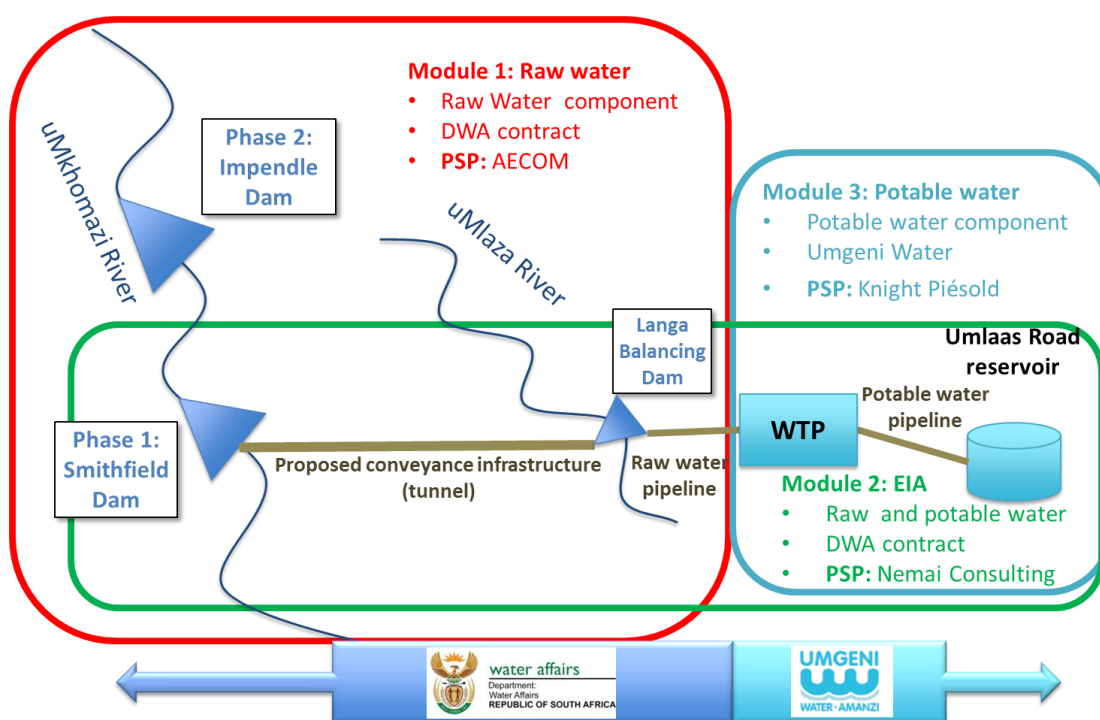 Module 1: Raw water
• Raw Water component
• DWA contract
• PSP: AECOM
uMkhomazi River
Phase 2:
Impendle
Dam
uMlaza River
Module 3: Potable water
• Potable water component
• Umgeni Water
• PSP: Knight Piésold
Langa
Balancing
Dam
Umlaas Road
reservoir
Phase 1:
Smithfield
Dam
Proposed conveyance infrastructure
(tunnel)
Raw water
pipeline
WTP
Potable water
pipeline
Module 2: EIA
• Raw and potable water
• DWA contract
• PSP: Nemai Consulting
water affairs
Department:
Water Affairs
REPUBLIC OF SOUTH AFRICA
UMGENI
WATER • AMANZI